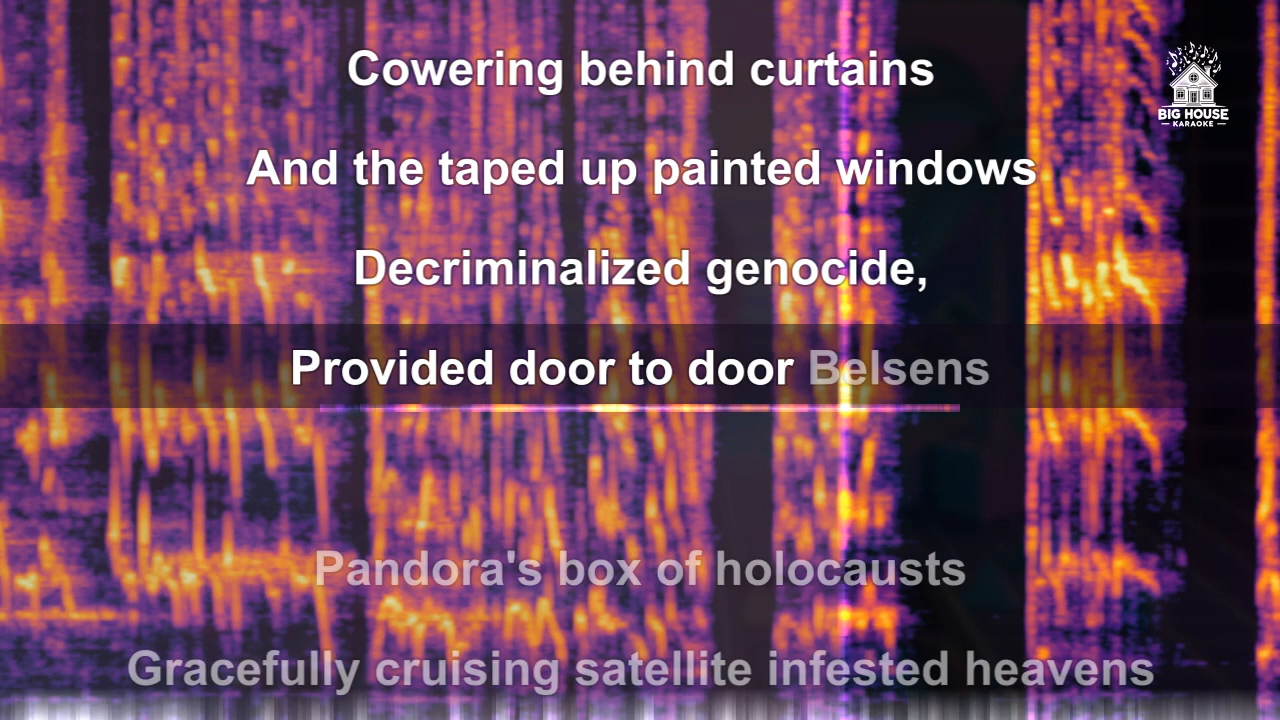 Cowering behind curtains
BIG HOUSE
KARAOKE
And the taped up painted windows
Decriminalized genocide,
Provided door to door Belsens
Pandora's box of holocausts
Gracefully cruising satellite infested heavens